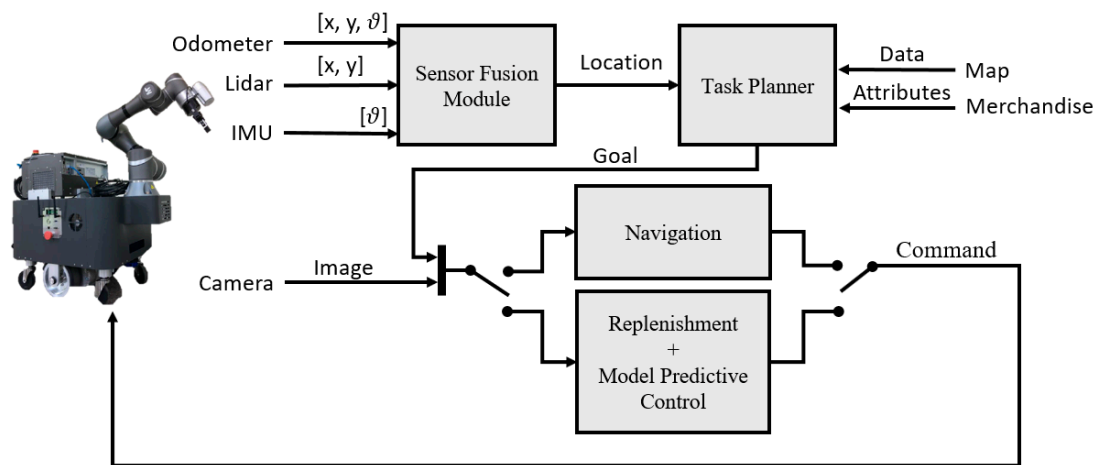 [x, y, ϑ]
Odometer
[x, y]
Lidar
[ϑ]
IMU
Sensor Fusion
Module
Location
Task Planner
Data
Map
Attributes
Merchandise
Goal
Navigation
Command
Image
Camera
Replenishment
+
Model Predictive
Control